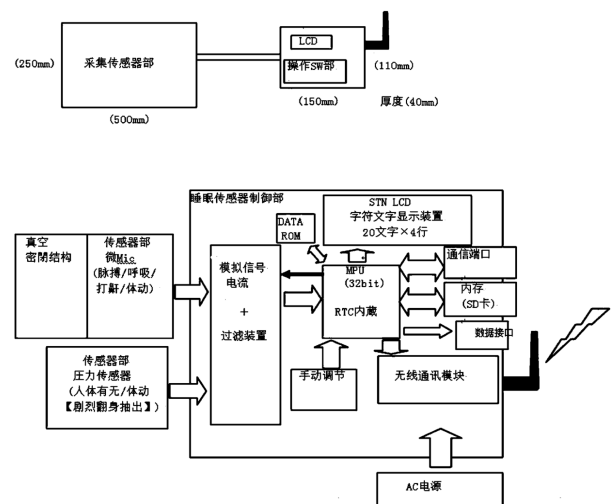 LCD
(250mm)
采集传感器部
操作SW部
(110mm)
(150mm)
厚度(40mm)
(500mm)
睡眠传感器制御部
STN LCD
字符文字显示装置
20文字×4行
DATA
ROM
真空
密閉结构
传感器部
微Mic
(脉搏/呼吸/
打鼾/体动)
模拟信号
电流
+
过滤装置
MPU
(32bit)
RTC内蔵
通信端口
内存
(SD卡)
数据接口
传感器部
圧力传感器
(人体有无/体动
【剧烈翻身抽出】)
手动调节
无线通讯模块
AC电源